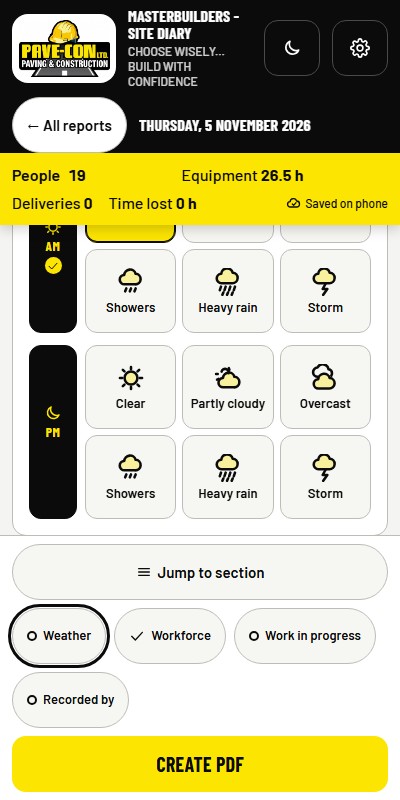 PAVE-CON LTD.
PAVING & CONSTRUCTION
MASTERBUILDERS -
SITE DIARY
CHOOSE WISELY...
BUILD WITH
CONFIDENCE
← All reports
THURSDAY, 5 NOVEMBER 2026
People 19
Equipment 26.5 h
Deliveries 0 Time lost 0 h
Saved on phone
AM
Showers
Heavy rain
Storm
PM
Clear
Partly cloudy
Overcast
Showers
Heavy rain
Storm
Jump to section
Weather
Workforce
Work in progress
Recorded by
CREATE PDF